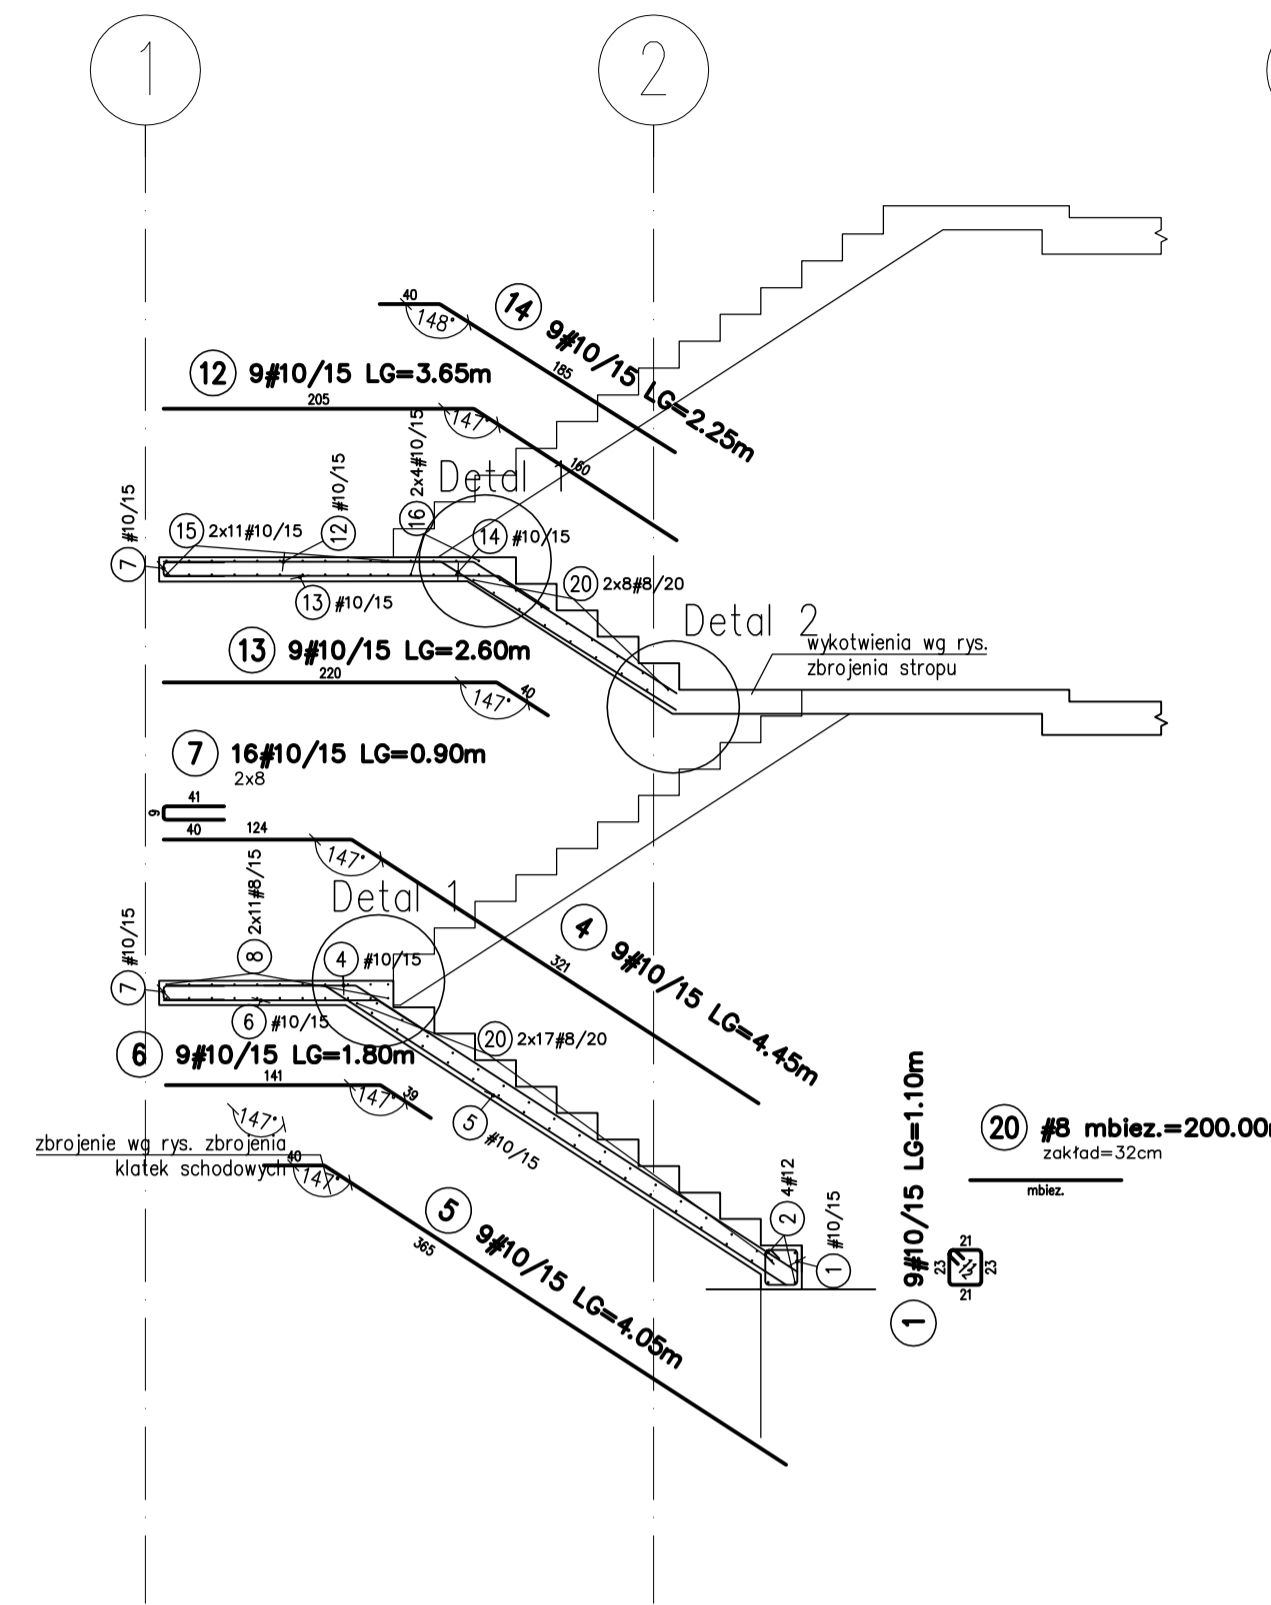 1
2
40
148°
14 9#10/15 LG=2.25m
185
12 9#10/15 LG=3.65m
205
147°
160
16 2x4#10/15
Detal 1
7 #10/15
15 2x11#10/15
12 #10/15
14 #10/15
13 #10/15
20 2x8#8/20
Detal 2
wykotwienia wg rys.
zbrojenia stropu
13 9#10/15 LG=2.60m
220
147°
40
7 16#10/15 LG=0.90m
2x8
41
9
40
124
147°
Detal 1
4 9#10/15 LG=4.45m
321
7 #10/15
8 2x11#8/15
4 #10/15
6 #10/15
20 2x17#8/20
6 9#10/15 LG=1.80m
141
147°
39
5 #10/15
147°
zbrojenie wg rys. zbrojenia
klatek schodowych
40
147°
5 9#10/15 LG=4.05m
365
2 4#12
1 #10/15
1 9#10/15 LG=1.10m
21
23
23
21
20 #8 mbiez.=200.00
zakład=32cm
mbiez.